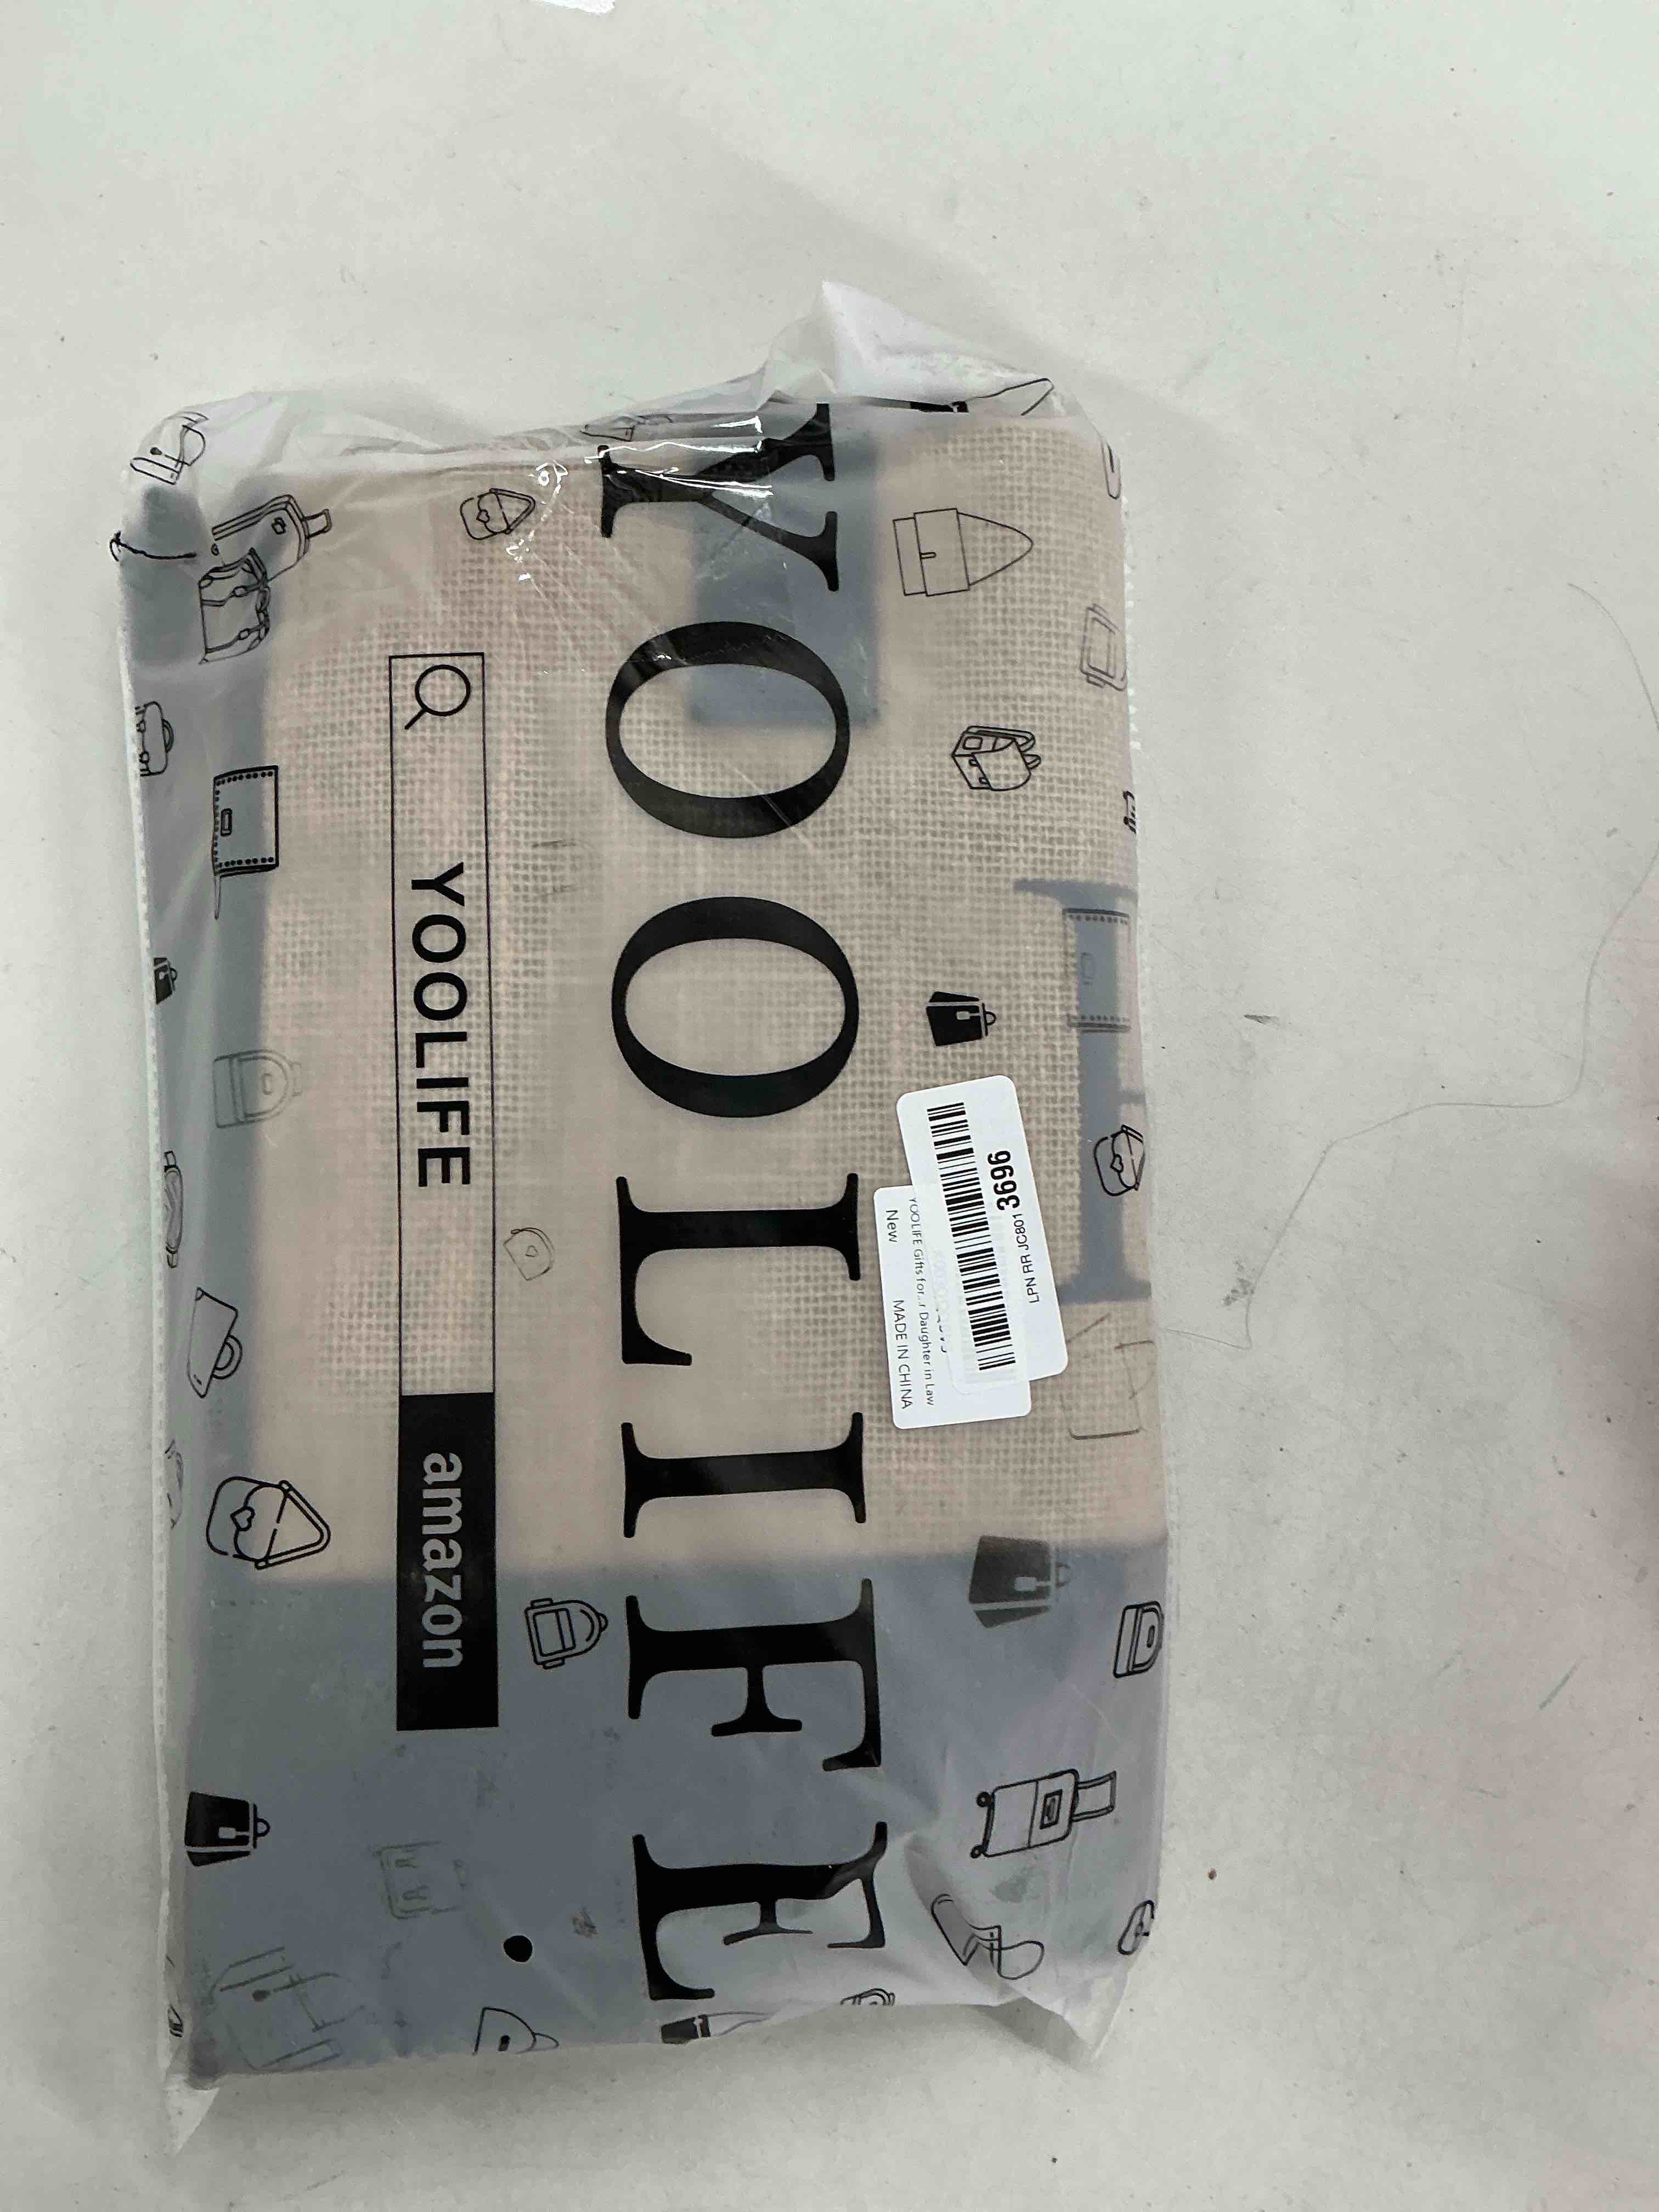 YOOLIFE
YOOLIFE amazon
LPN RR JC801 3696
YOOLIFE Gifts for...r Daughter in Law
New MADE IN CHINA